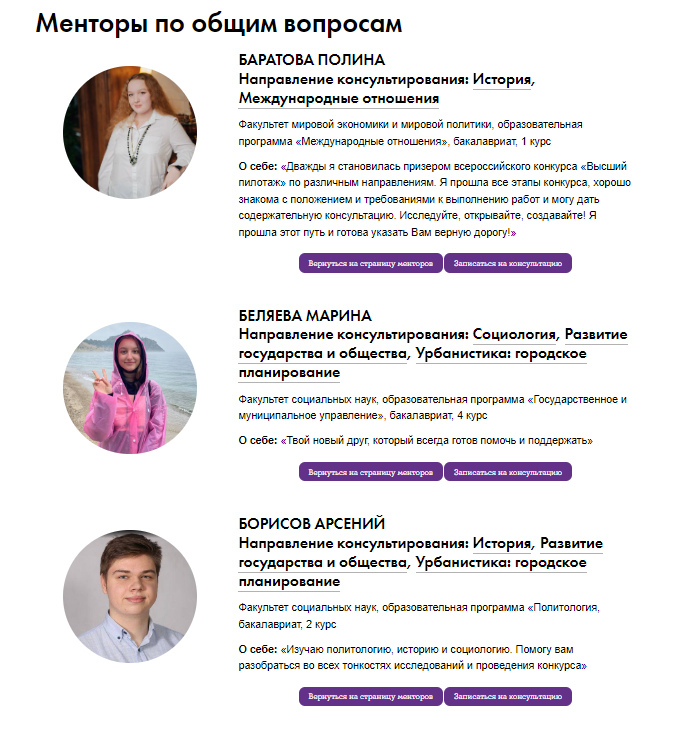 Менторы по общим вопросам
БАРАТОВА ПОЛИНА
Направление консультирования: История,
Международные отношения
Факультет мировой экономики и мировой политики, образовательная
программа «Международные отношения», бакалавриат, 1 курс
О себе: «Дважды я становилась призером всероссийского конкурса «Высший
пилотаж» по различным направлениям. Я прошла все этапы конкурса, хорошо
знакома с положением и требованиями к выполнению работ и могу дать
содержательную консультацию. Исследуйте, открывайте, создавайте! Я
прошла этот путь и готова указать Вам верную дорогу!»
Вернуться на страницу менторов Записаться на консультацию
БЕЛЯЕВА МАРИНА
Направление консультирования: Социология, Развитие
государства и общества, Урбанистика: городское
планирование
Факультет социальных наук, образовательная программа «Государственное и
муниципальное управление», бакалавриат, 4 курс
О себе: «Твой новый друг, который всегда готов помочь и поддержать»
Вернуться на страницу менторов Записаться на консультацию
БОРИСОВ АРСЕНИЙ
Направление консультирования: История, Развитие
государства и общества, Урбанистика: городское
планирование
Факультет социальных наук, образовательная программа «Политология,
бакалавриат, 2 курс
О себе: «Изучаю политологию, историю и социологию. Помогу вам
разобраться во всех тонкостях исследований и проведения конкурса»
Вернуться на страницу менторов Записаться на консультацию